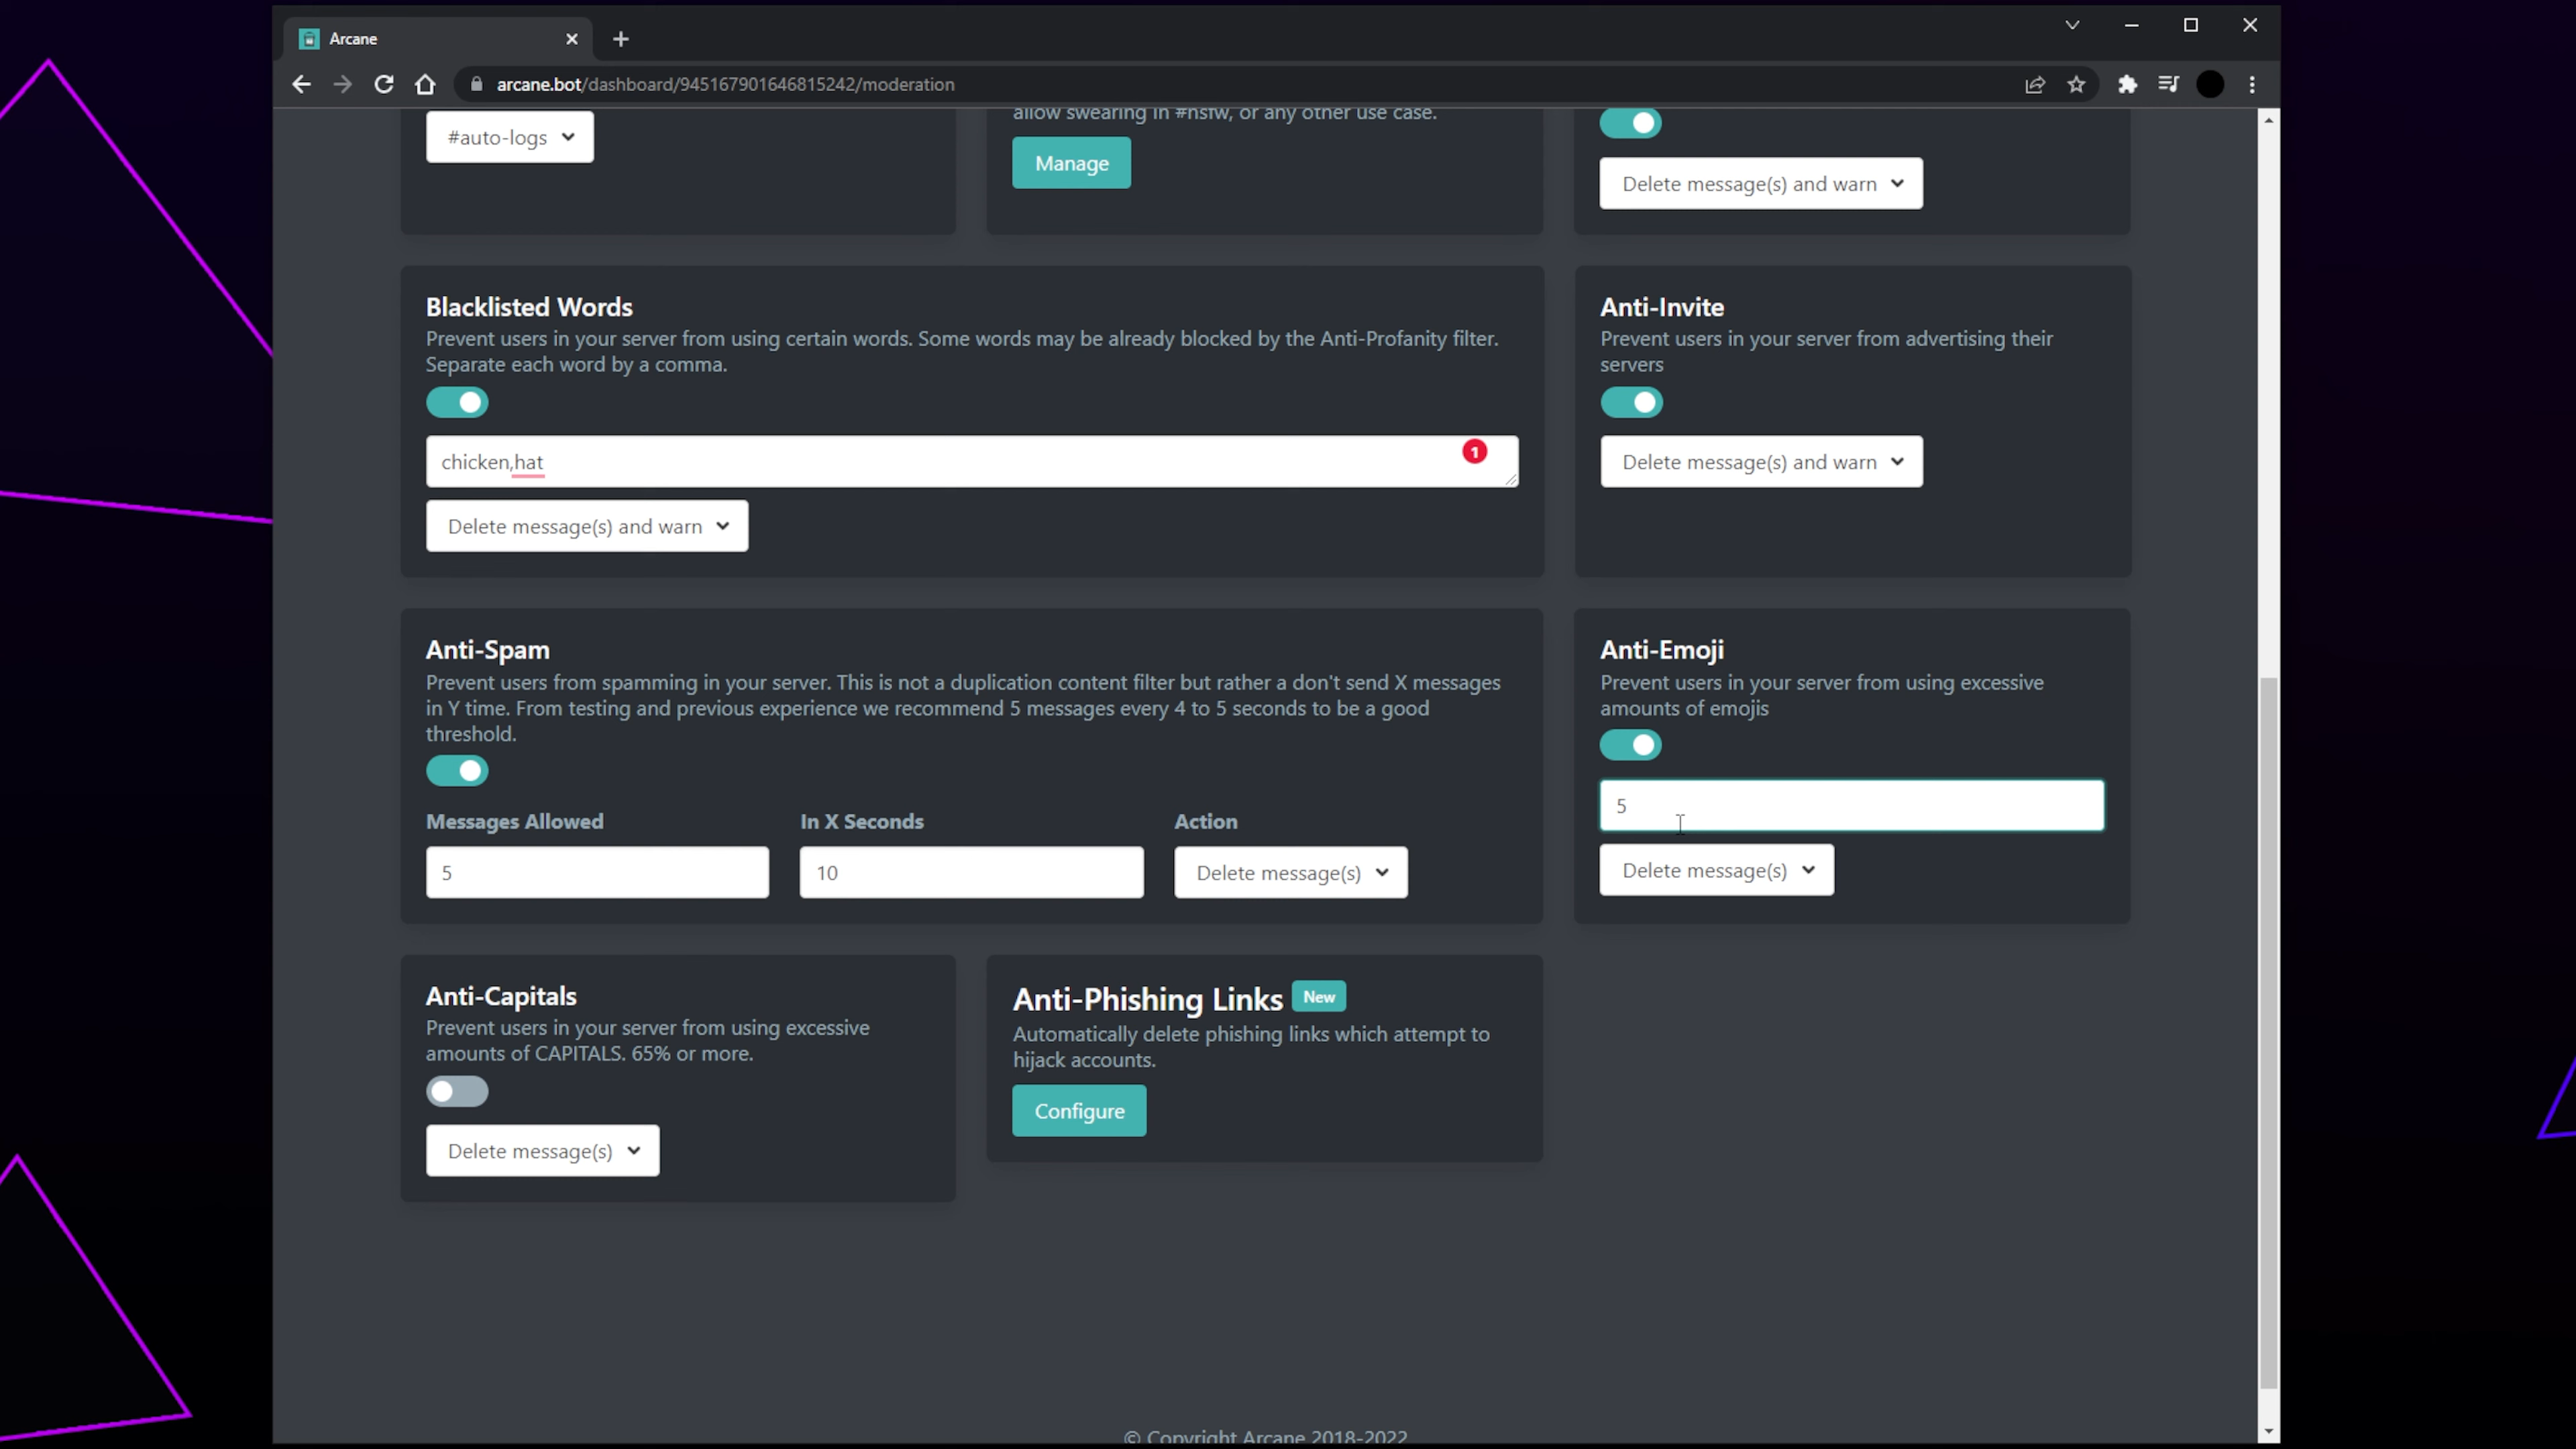 Arcane
arcane.bot/dashboard/945167901646815242/moderation
#auto-logs
allow swearing in #nsfw, or any other use case.
Manage
Delete message(s) and warn
Blacklisted Words
Prevent users in your server from using certain words. Some words may be already blocked by the Anti-Profanity filter.
Separate each word by a comma.
chicken,hat
1
Delete message(s) and warn
Anti-Invite
Prevent users in your server from advertising their
servers
Delete message(s) and warn
Anti-Spam
Prevent users from spamming in your server. This is not a duplication content filter but rather a don't send X messages
in Y time. From testing and previous experience we recommend 5 messages every 4 to 5 seconds to be a good
threshold.
Messages Allowed
5
In X Seconds
10
Action
Delete message(s)
Anti-Emoji
Prevent users in your server from using excessive
amounts of emojis
5
Delete message(s)
Anti-Capitals
Prevent users in your server from using excessive
amounts of CAPITALS. 65% or more.
Delete message(s)
Anti-Phishing Links New
Automatically delete phishing links which attempt to
hijack accounts.
Configure
© Copyright Arcane 2018-2022